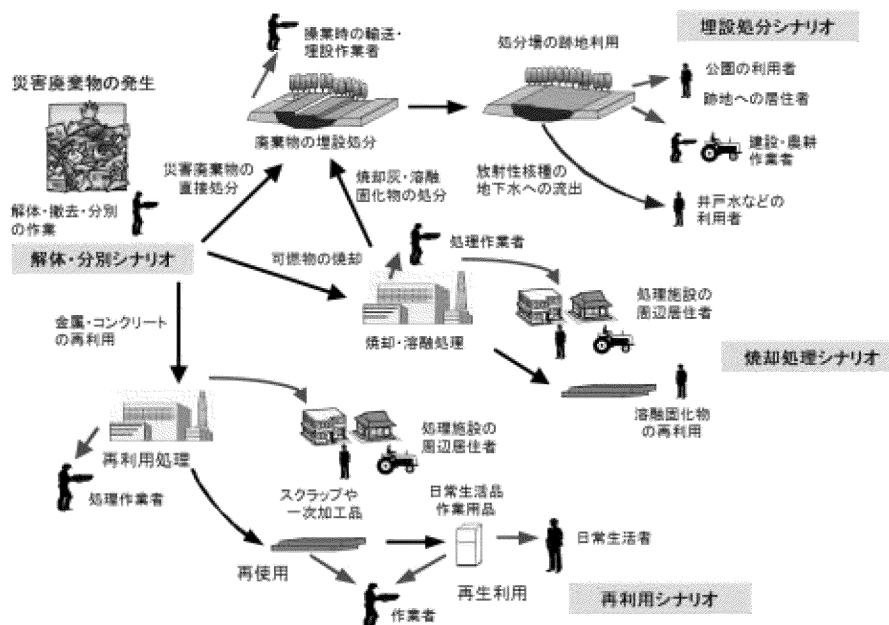 操業時の輸送・
埋設作業者
処分場の跡地利用
埋設処分シナリオ
災害廃棄物の発生
公園の利用者
跡地への居住者
廃棄物の埋設処分
建設・農耕
作業者
災害廃棄物の
直接処分
焼却灰・溶融
固化物の処分
放射性核種の
地下水への流出
井戸水などの
利用者
解体・撤去・分別
の作業
解体・分別シナリオ
可燃物の焼却
処理作業者
金属・コンクリート
の再利用
焼却・溶融処理
処理施設の
周辺居住者
焼却処理シナリオ
溶融固化物
の再利用
再利用処理
処理作業者
処理施設の
周辺居住者
スクラップや
一次加工品
日常生活品
作業用品
日常生活者
再使用
再生利用
作業者
再利用シナリオ